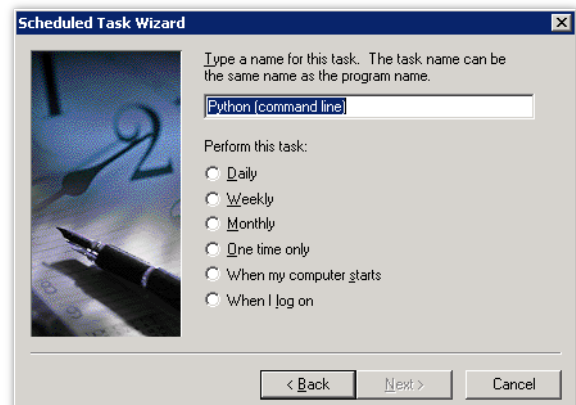 Scheduled Task Wizard
Type a name for this task. The task name can be
the same name as the program name.
Python (command line)
Perform this task:
Daily
Weekly
Monthly
One time only
When my computer starts
When I log on
< Back
Next >
Cancel